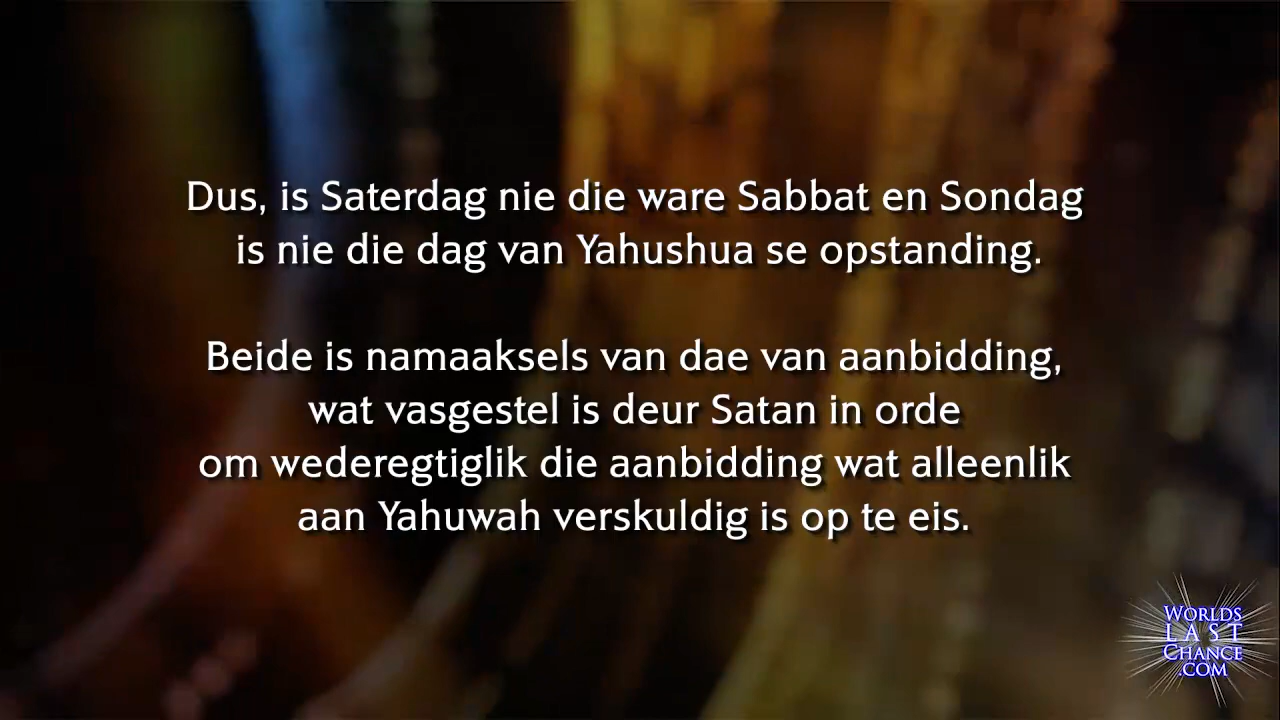 Dus, is Saterdag nie die ware Sabbat en Sondag
is nie die dag van Yahushua se opstanding.
Beide is namaaksels van dae van aanbidding,
wat vasgestel is deur Satan in orde
om wederegtiglik die aanbidding wat alleenlik
aan Yahuwah verskuldig is op te eis.
WORLDS
LAST
CHANCE
.COM